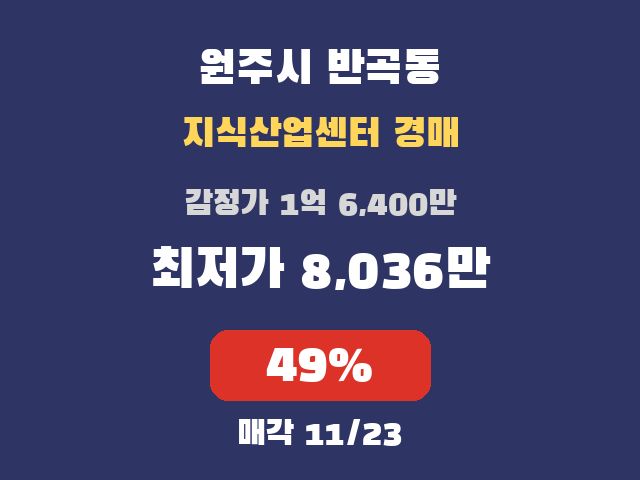 원주시 반곡동
지식산업센터 경매
감정가 1억 6,400만
최저가 8,036만
49%
매각 11/23